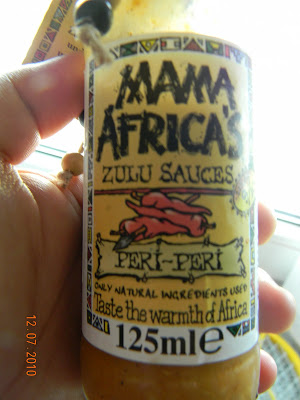 MAMA
AFRICA'S
ZULU SAUCES
PERI-PERI
ONLY NATURAL INGREDIENTS USED
Taste the warmth of Africa
125ml e
12.07.2010